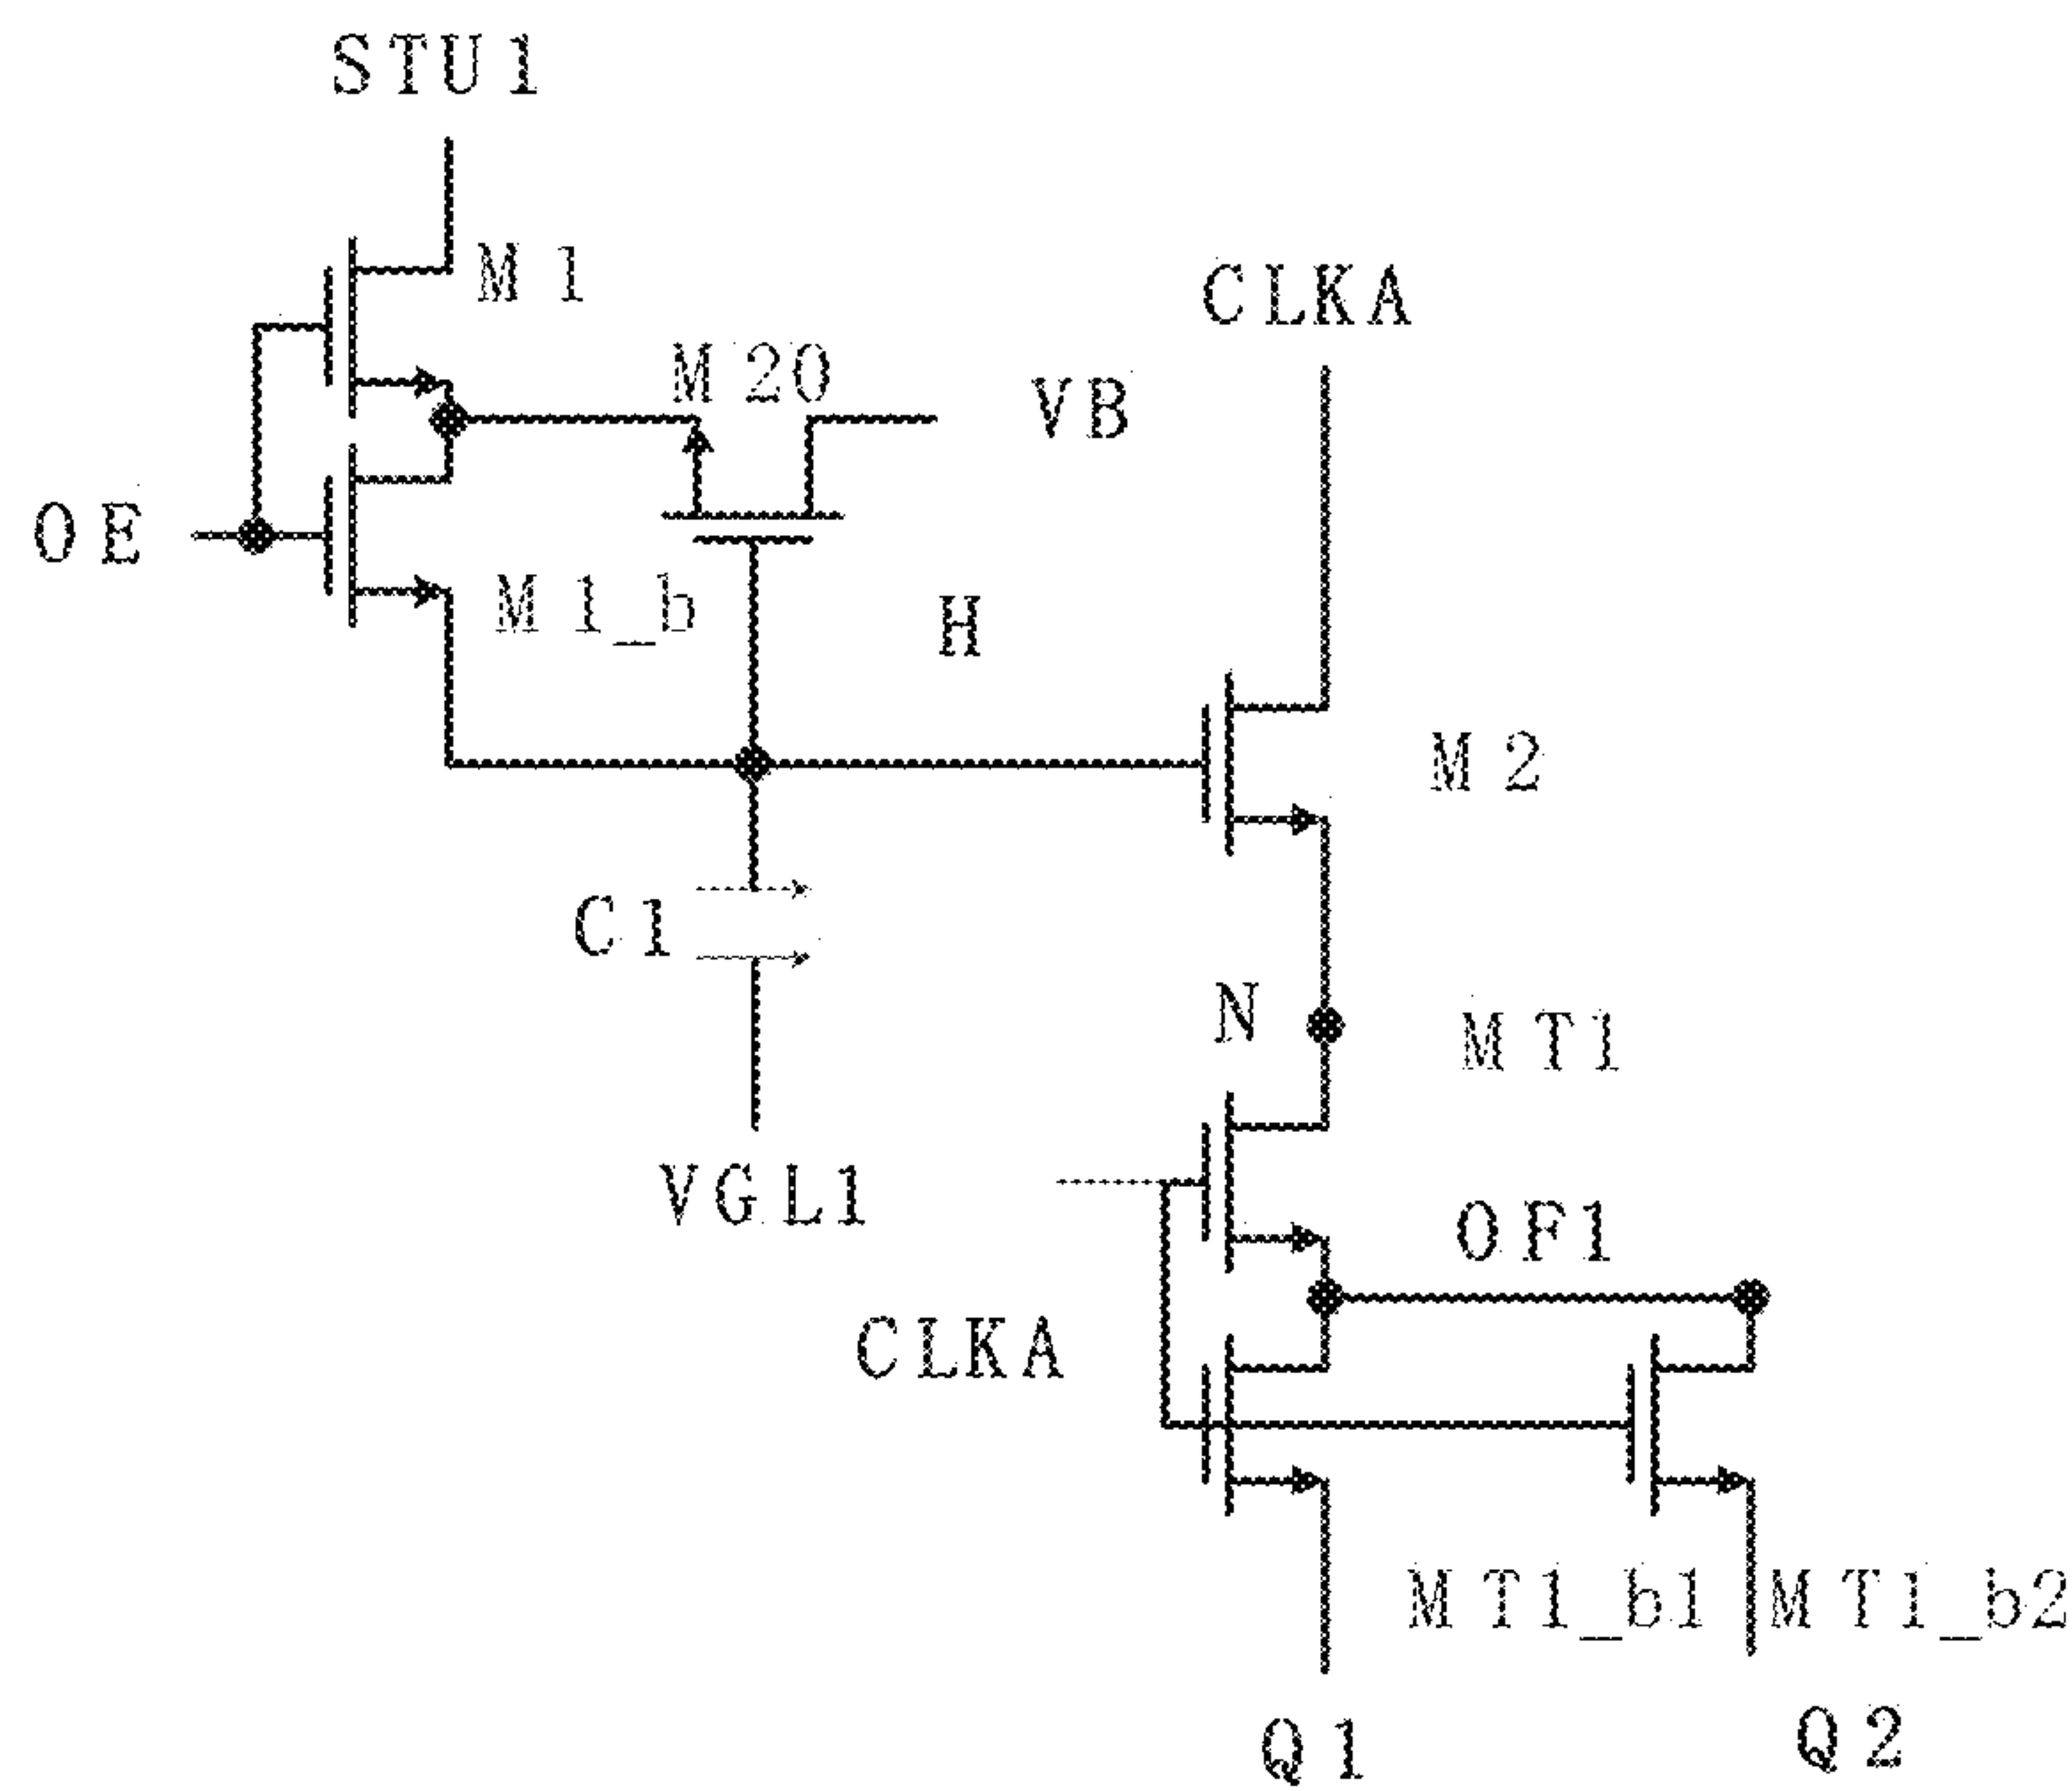 STU1
M1
CLKA
M20
VB
OE
M1_b
H
M2
C1
N
MT1
VGL1
OF1
CLKA
MT1_b1
MT1_b2
Q1
Q2